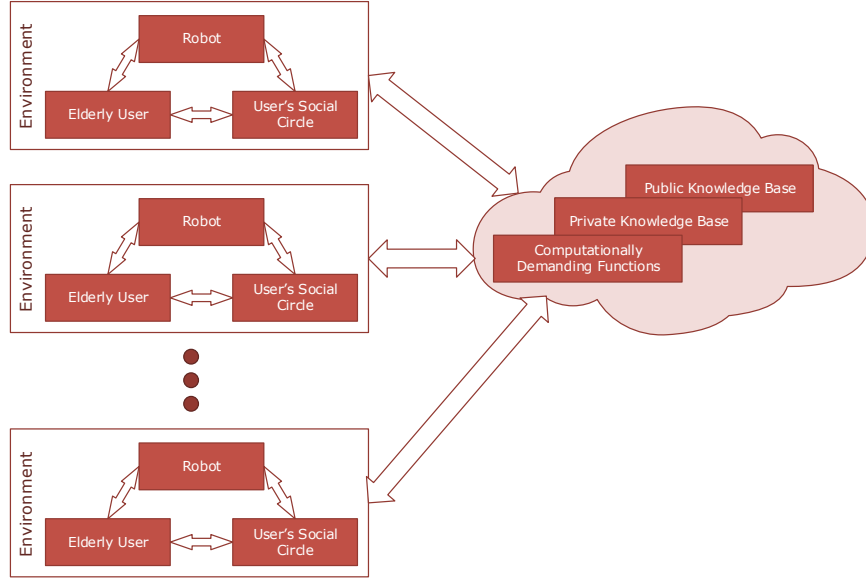 Environment
Robot
Elderly User
User's Social
Circle
Environment
Robot
Elderly User
User's Social
Circle
Environment
Robot
Elderly User
User's Social
Circle
Public Knowledge Base
Private Knowledge Base
Computationally
Demanding Functions